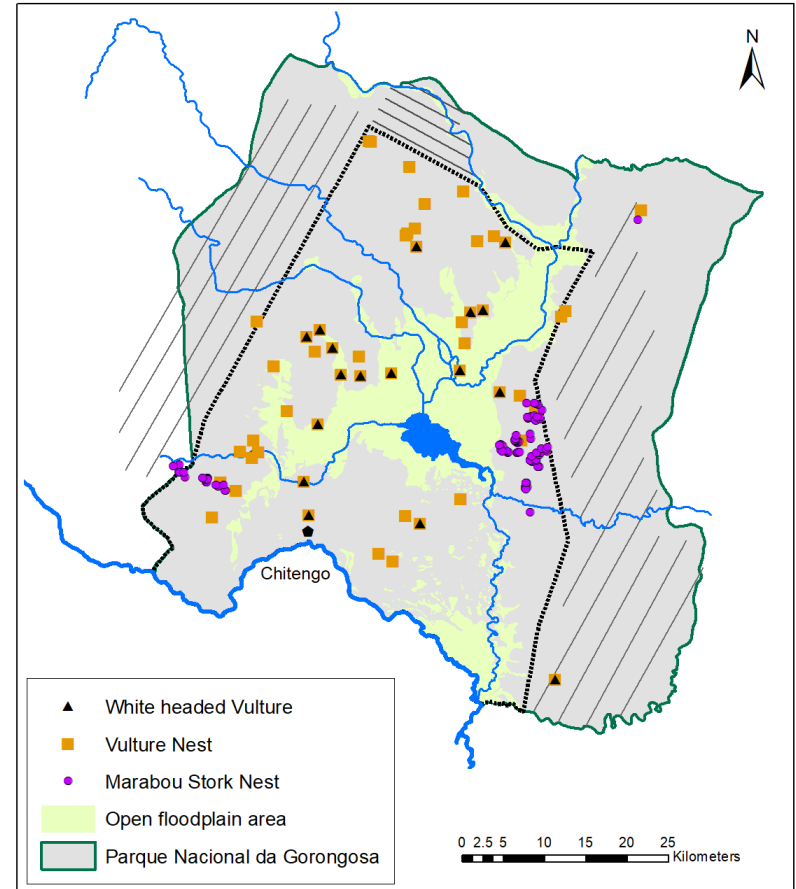 N
Chitengo
White headed Vulture
Vulture Nest
Marabou Stork Nest
Open floodplain area
Parque Nacional da Gorongosa
0 2.5 5 10 15 20 25
Kilometers